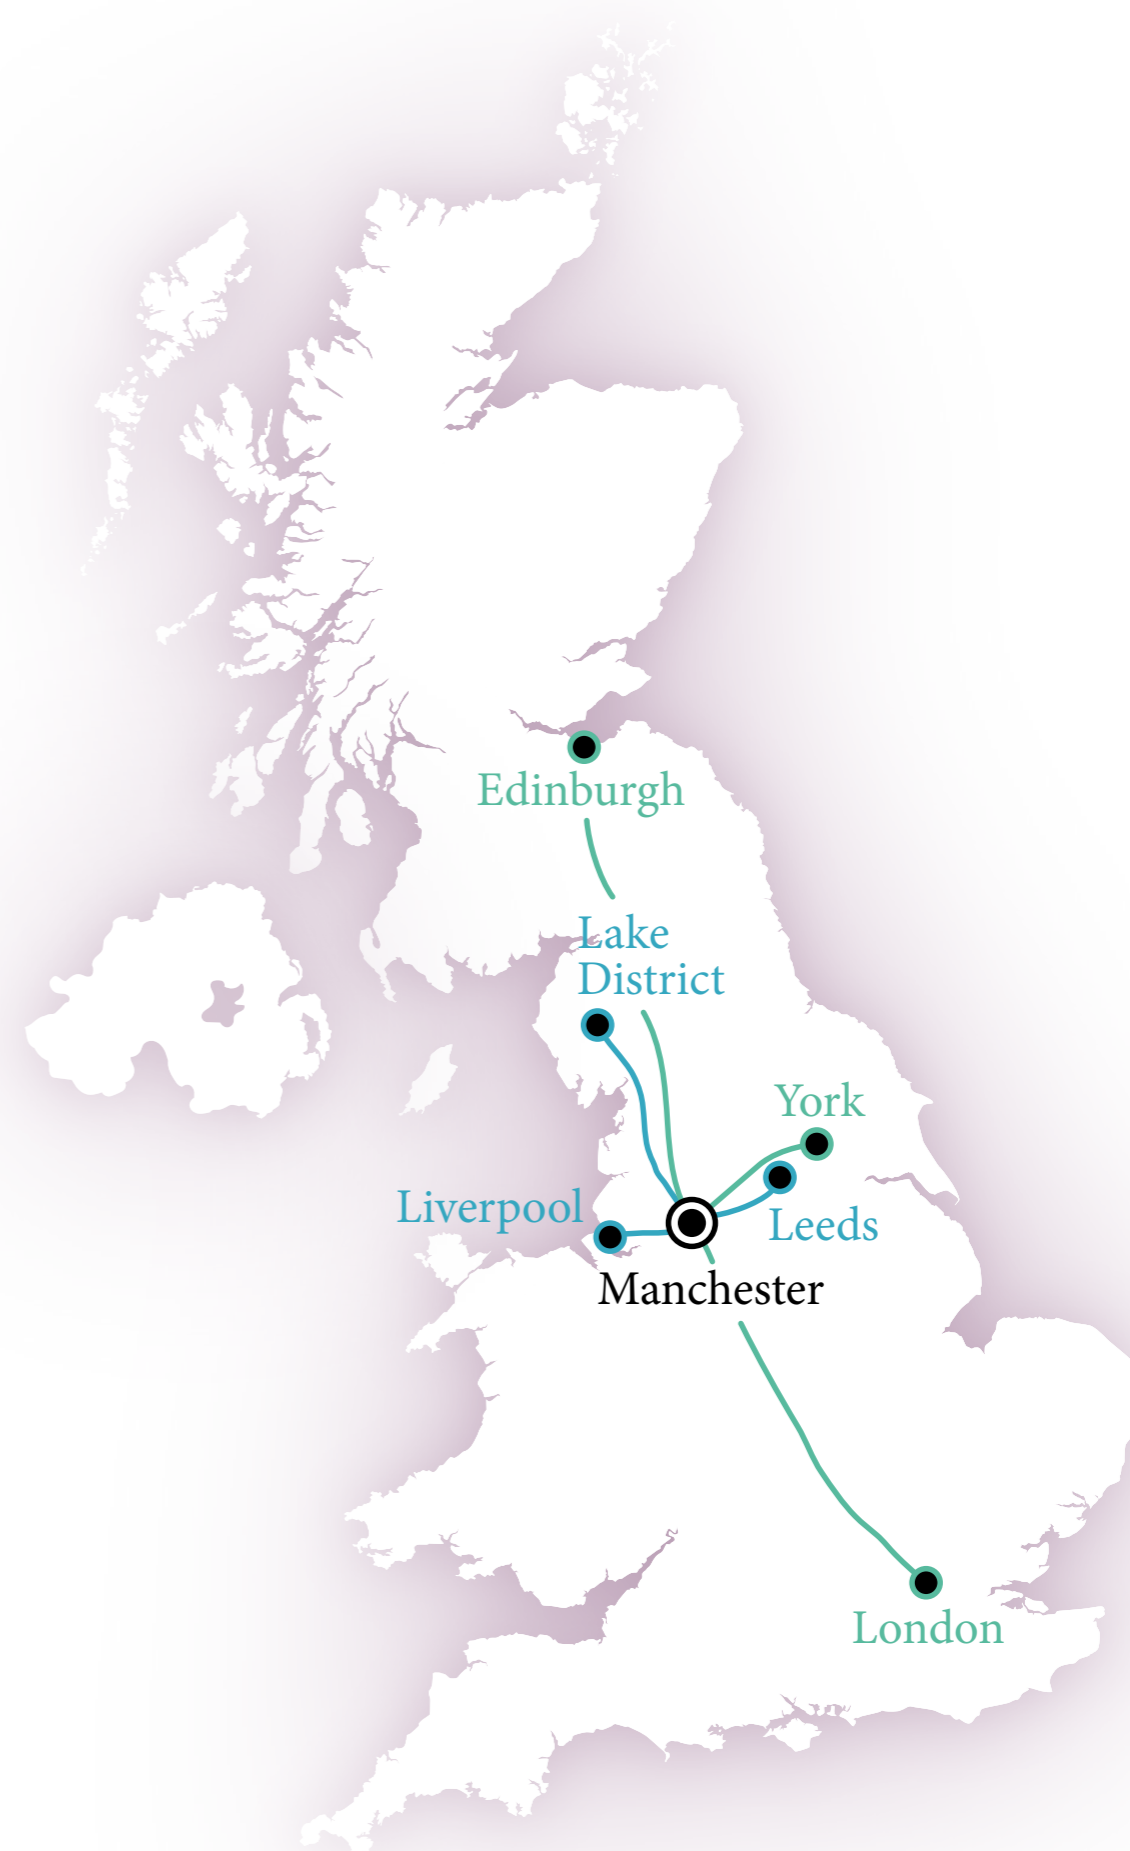 Edinburgh
Lake
District
York
Liverpool
Leeds
Manchester
London